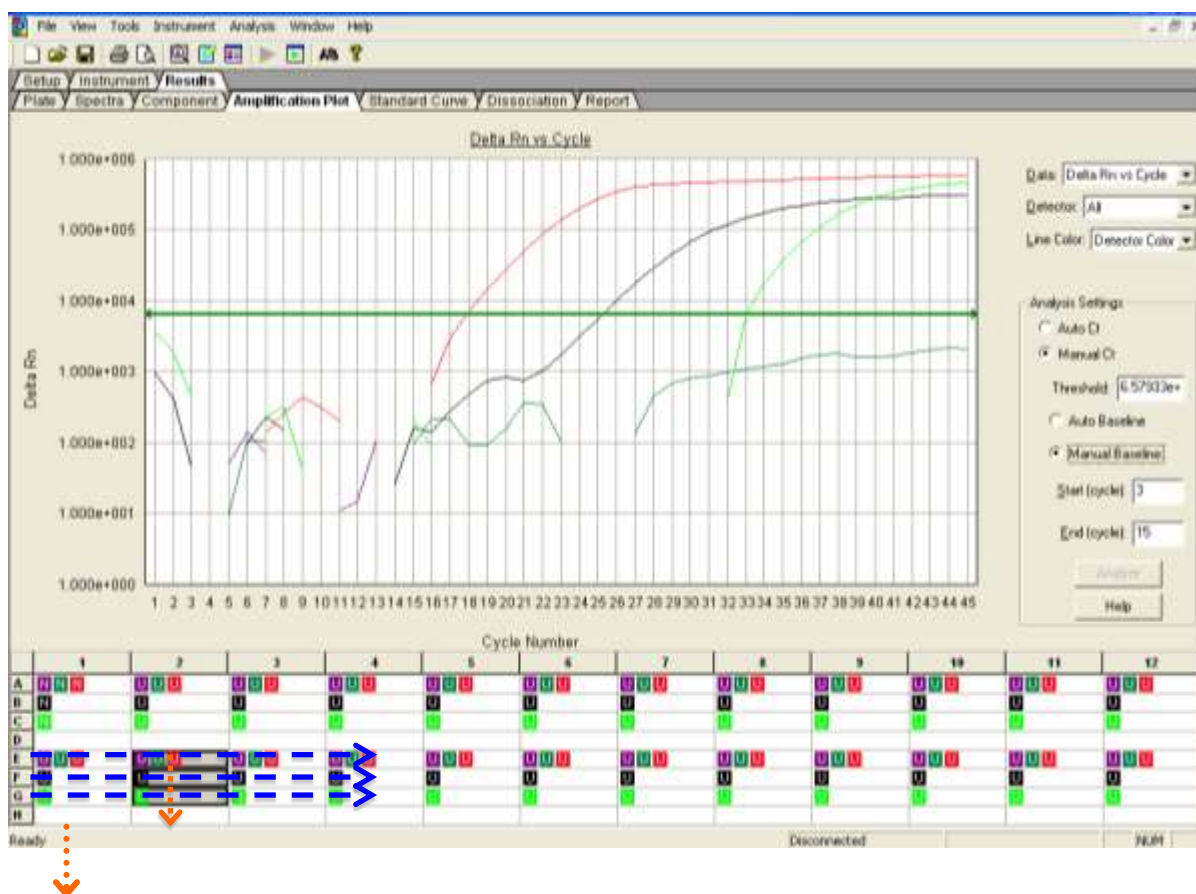 File View Tools Instrument Analysis Window Help
Setup Instrument Results
Plate Spectra Component Amplification Plot Standard Curve Dissociation Report
Delta Rn vs Cycle
1.000e+006
1.000e+005
1.000e+004
1.000e+003
1.000e+002
1.000e+001
1.000e+000
Delta Rn
1 2 3 4 5 6 7 8 9 10 11 12 13 14 15 16 17 18 19 20 21 22 23 24 25 26 27 28 29 30 31 32 33 34 35 36 37 38 39 40 41 42 43 44 45
Cycle Number
Data: Delta Rn vs Cycle
Detector: All
Line Color: Detector Color
Analysis Settings
Auto Ct
Manual Ct
Threshold: 6.57933e+
Auto Baseline
Manual Baseline
Start (cycle): 3
End (cycle): 15
Analyze
Help
1 2 3 4 5 6 7 8 9 10 11 12
A N N N U U U U U U U U U U U U U U U U U U U U U U U U U U U U U U U U U
B N U U U U U U U U U U U
C N U U U U U U U U U U U
D
E U U U U U U U U U U U U U U U U U U U U U U U U U U U U U U U U U U U U
F U U U U U U U U U U U U
G U U U U U U U U U U
H
Ready Disconnected NUM